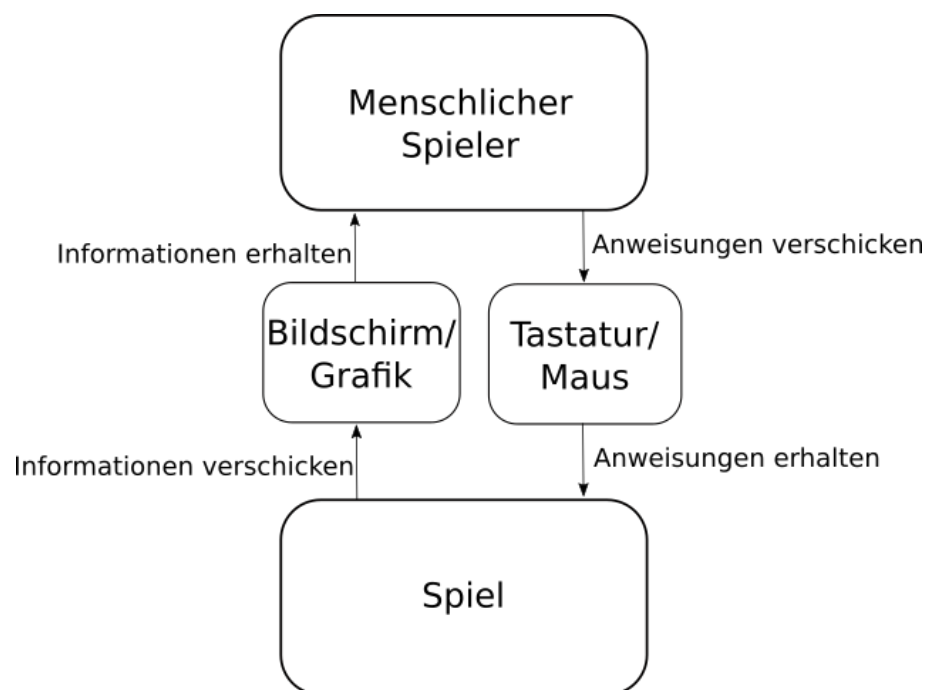 Menschlicher
Spieler
Informationen erhalten
Anweisungen verschicken
Bildschirm/
Grafik
Tastatur/
Maus
Informationen verschicken
Anweisungen erhalten
Spiel